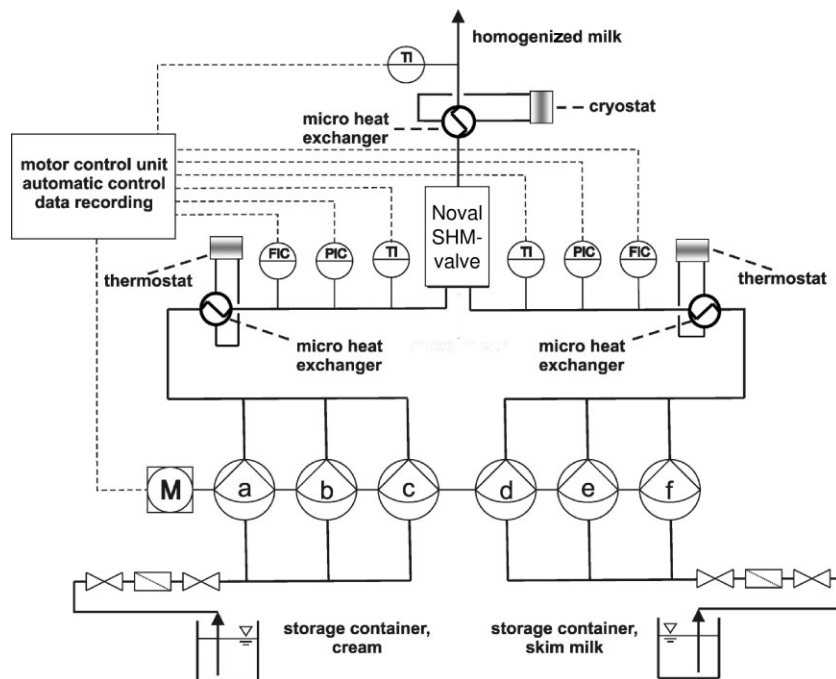 homogenized milk
TI
cryostat
micro heat
exchanger
motor control unit
automatic control
data recording
Noval
SHM-
valve
FIC
PIC
TI
TI
PIC
FIC
thermostat
thermostat
micro heat
exchanger
micro heat
exchanger
M
a
b
c
d
e
f
storage container,
cream
storage container,
skim milk